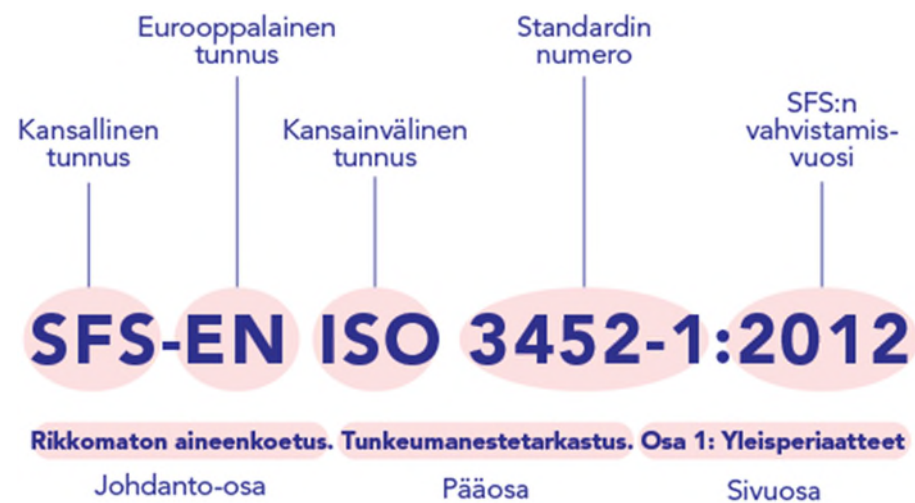 Eurooppalainen
tunnus
Standardin
numero
Kansallinen
tunnus
Kansainvälinen
tunnus
SFS:n
vahvistamis-
vuosi
SFS-EN ISO 3452-1:2012
Rikkomaton aineenkoetus. Tunkeumanestetarkastus. Osa 1: Yleisperiaatteet
Johdanto-osa Pääosa Sivuosa